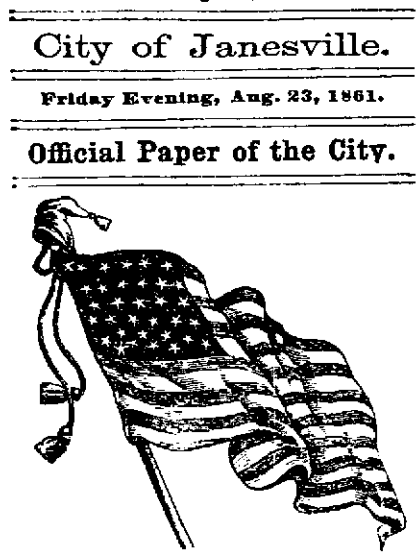 City of Janesville.
Friday Evening, Aug. 23, 1861.
Official Paper of the City.